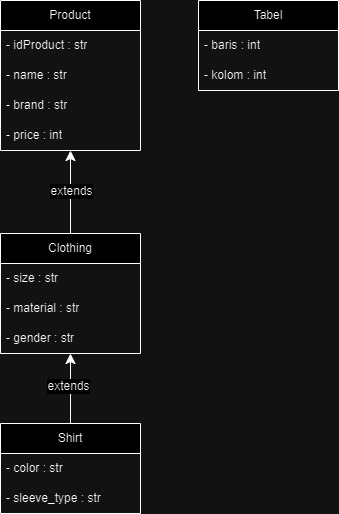 Product
- idProduct : str
- name : str
- brand : str
- price : int
extends
Clothing
- size : str
- material : str
- gender : str
extends
Shirt
- color : str
- sleeve_type : str
Tabel
- baris : int
- kolom : int